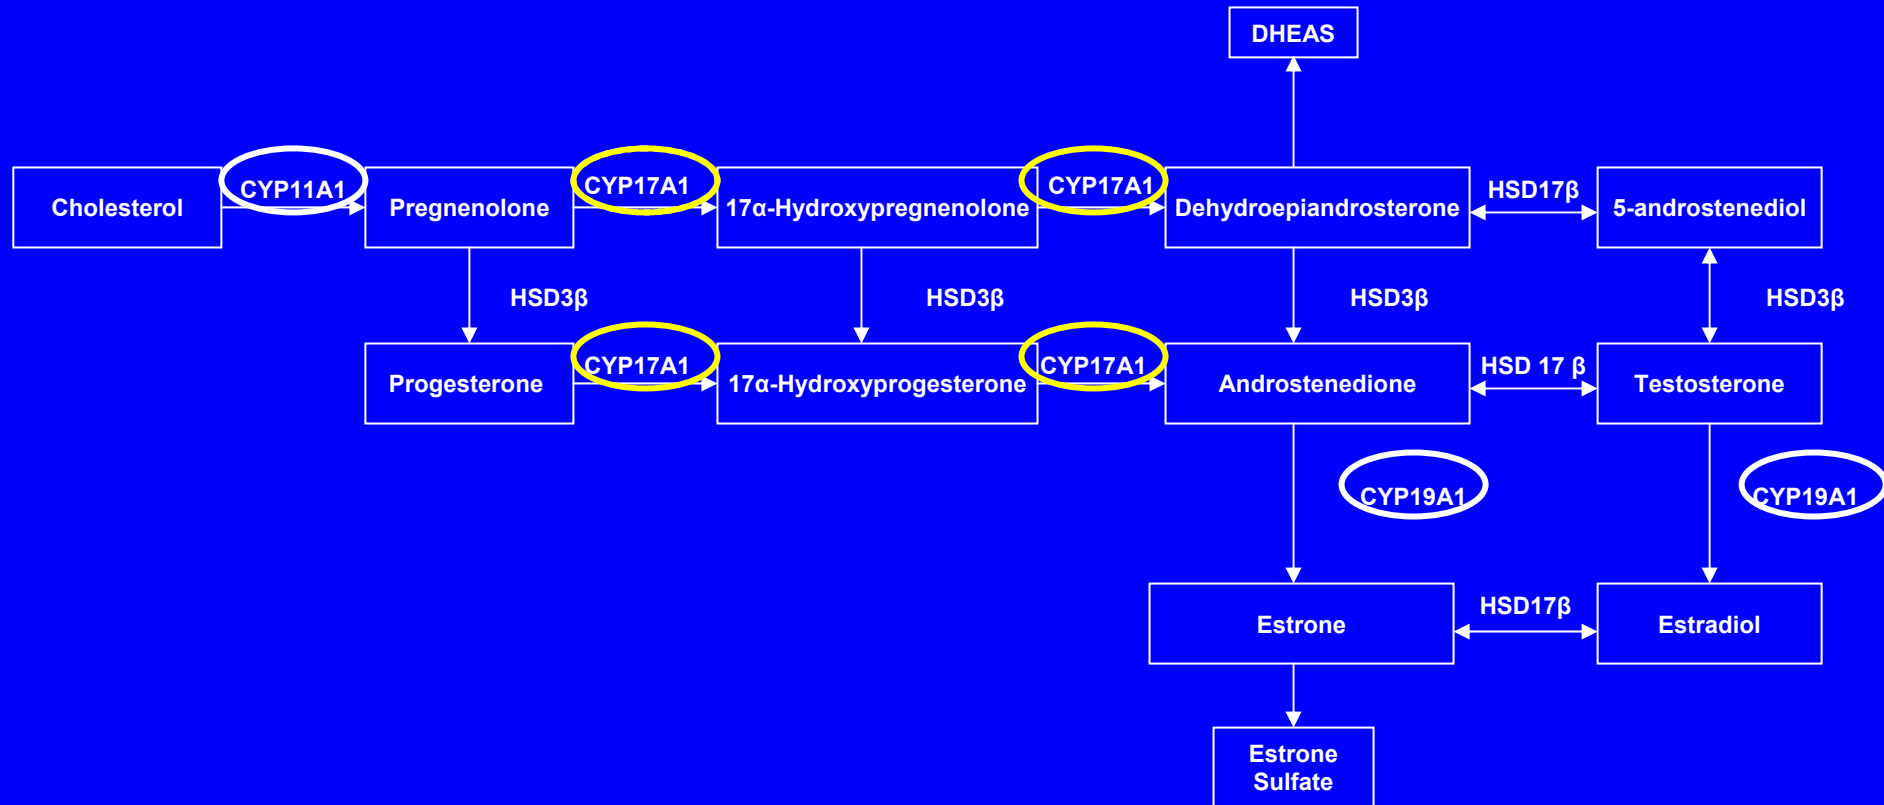 DHEAS
CYP11A1
CYP17A1
CYP17A1
HSD17β
Cholesterol
Pregnenolone
17α-Hydroxypregnenolone
Dehydroepiandrosterone
5-androstenediol
HSD3β
HSD3β
HSD3β
HSD3β
CYP17A1
CYP17A1
HSD 17 β
Progesterone
17α-Hydroxyprogesterone
Androstenedione
Testosterone
CYP19A1
CYP19A1
HSD17β
Estrone
Estradiol
Estrone
Sulfate